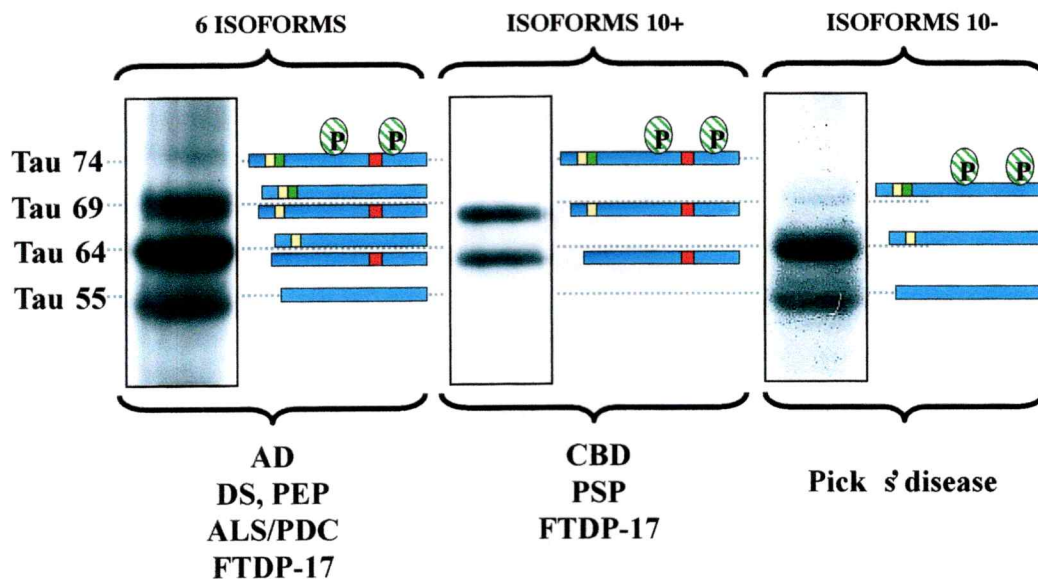 6 ISOFORMS
ISOFORMS 10+
ISOFORMS 10-
P P
P P
Tau 74
P P
Tau 69
Tau 64
Tau 55
AD
DS, PEP
ALS/PDC
FTDP-17
CBD
PSP
FTDP-17
Pick s' disease